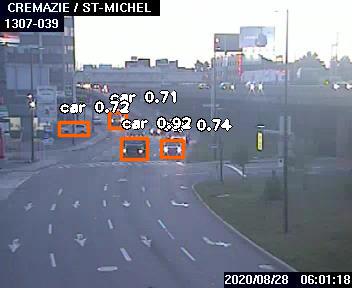 CREMAZIE / ST-MICHEL
1307-039
car 0.71
car 0.72
car 0.92
0.74
2020/08/28 06:01:18